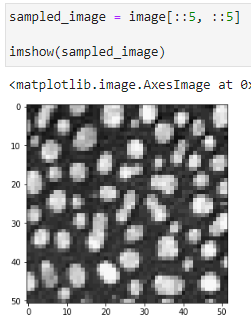 sampled_image = image[::5, ::5]
imshow(sampled_image)
<matplotlib.image.AxesImage at 0x
0
10
20
30
40
50
0 10 20 30 40 50